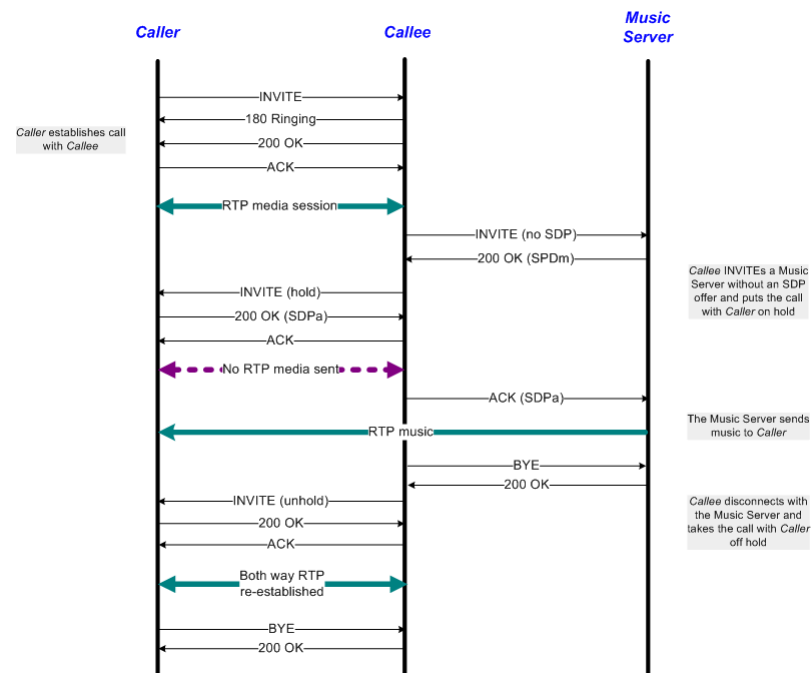 Caller
Callee
Music
Server
INVITE
180 Ringing
200 OK
ACK
Caller establishes call
with Callee
RTP media session
INVITE (no SDP)
200 OK (SPDm)
Callee INVITEs a Music
Server without an SDP
offer and puts the call
with Caller on hold
INVITE (hold)
200 OK (SDPa)
ACK
No RTP media sent
ACK (SDPa)
The Music Server sends
music to Caller
RTP music
BYE
200 OK
Callee disconnects with
the Music Server and
takes the call with Caller
off hold
INVITE (unhold)
200 OK
ACK
Both way RTP
re-established
BYE
200 OK